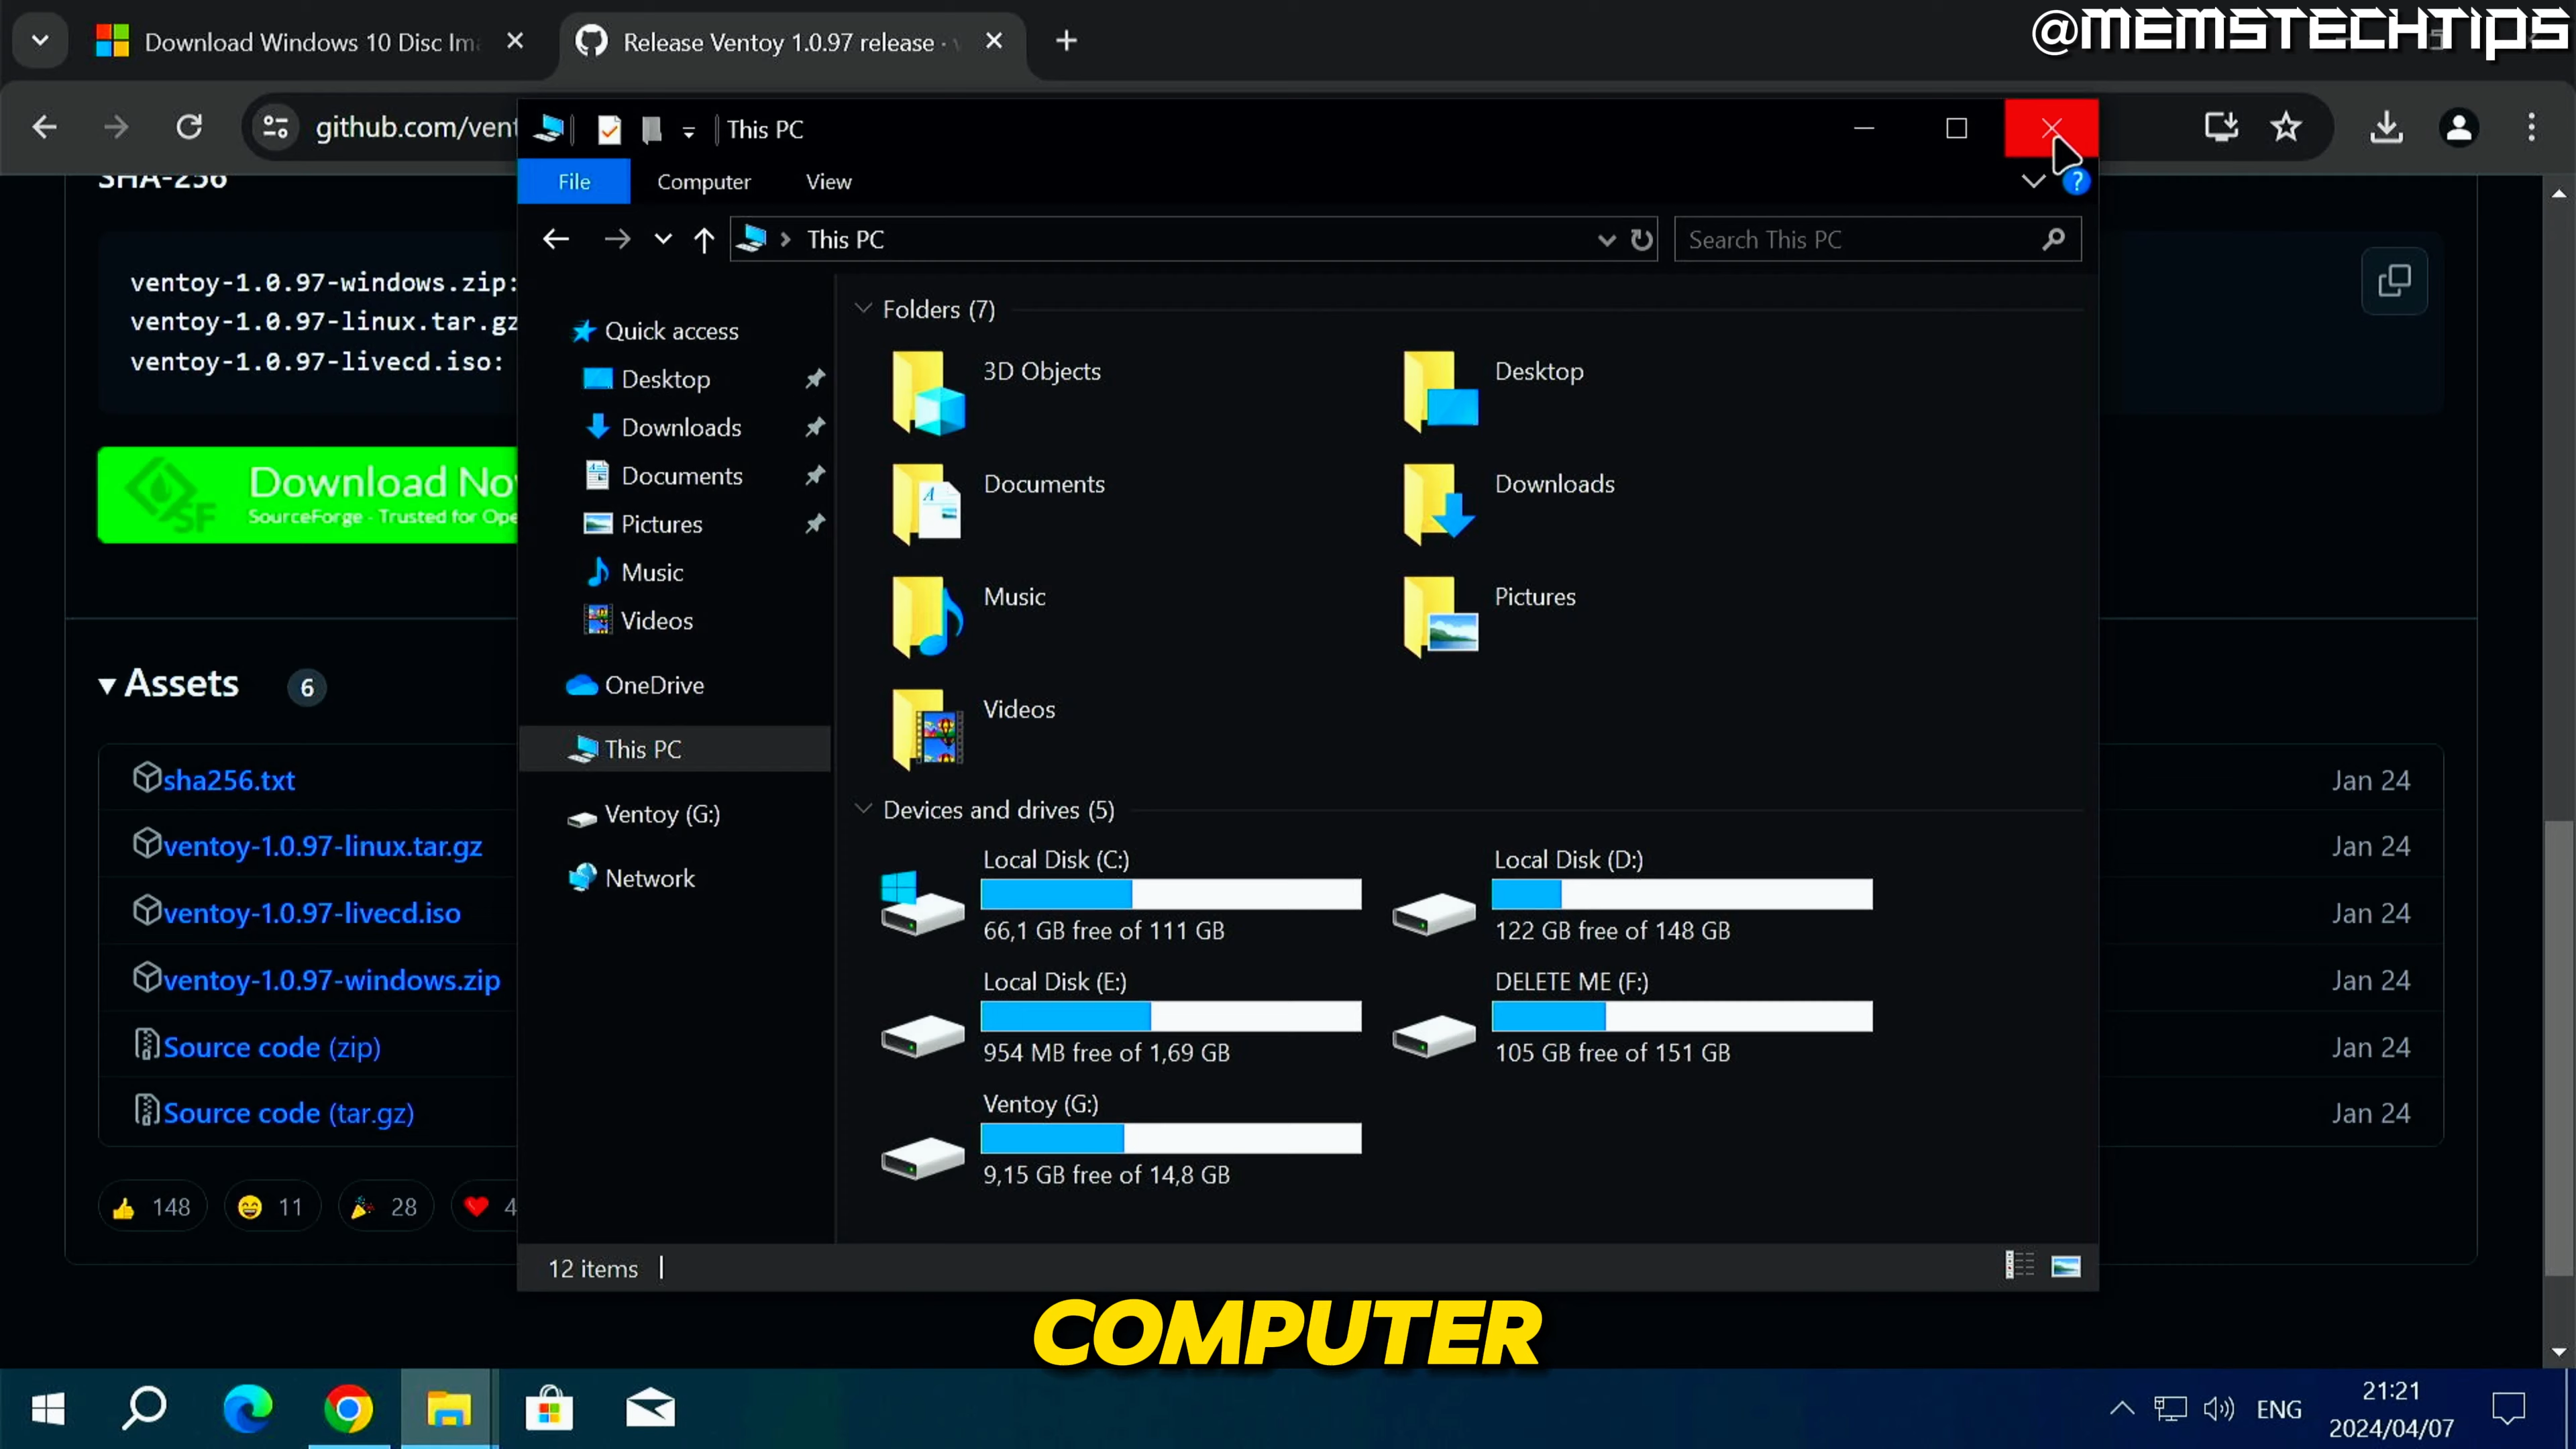 @MEMSTECHTIPS
Download Windows 10 Disc Ima
Release Ventoy 1.0.97 release ·
github.com/vent
This PC
File
Computer
View
This PC
Search This PC
SHA-256
ventoy-1.0.97-windows.zip:
ventoy-1.0.97-linux.tar.gz
ventoy-1.0.97-livecd.iso:
Download No
SourceForge - Trusted for Ope
Assets 6
sha256.txt
ventoy-1.0.97-linux.tar.gz
ventoy-1.0.97-livecd.iso
ventoy-1.0.97-windows.zip
Source code (zip)
Source code (tar.gz)
148
11
28
4
Quick access
Desktop
Downloads
Documents
Pictures
Music
Videos
OneDrive
This PC
Ventoy (G:)
Network
Folders (7)
3D Objects
Desktop
Documents
Downloads
Music
Pictures
Videos
Devices and drives (5)
Local Disk (C:)
66,1 GB free of 111 GB
Local Disk (D:)
122 GB free of 148 GB
Local Disk (E:)
954 MB free of 1,69 GB
DELETE ME (F:)
105 GB free of 151 GB
Ventoy (G:)
9,15 GB free of 14,8 GB
12 items
Jan 24
Jan 24
Jan 24
Jan 24
Jan 24
Jan 24
COMPUTER
ENG
21:21
2024/04/07